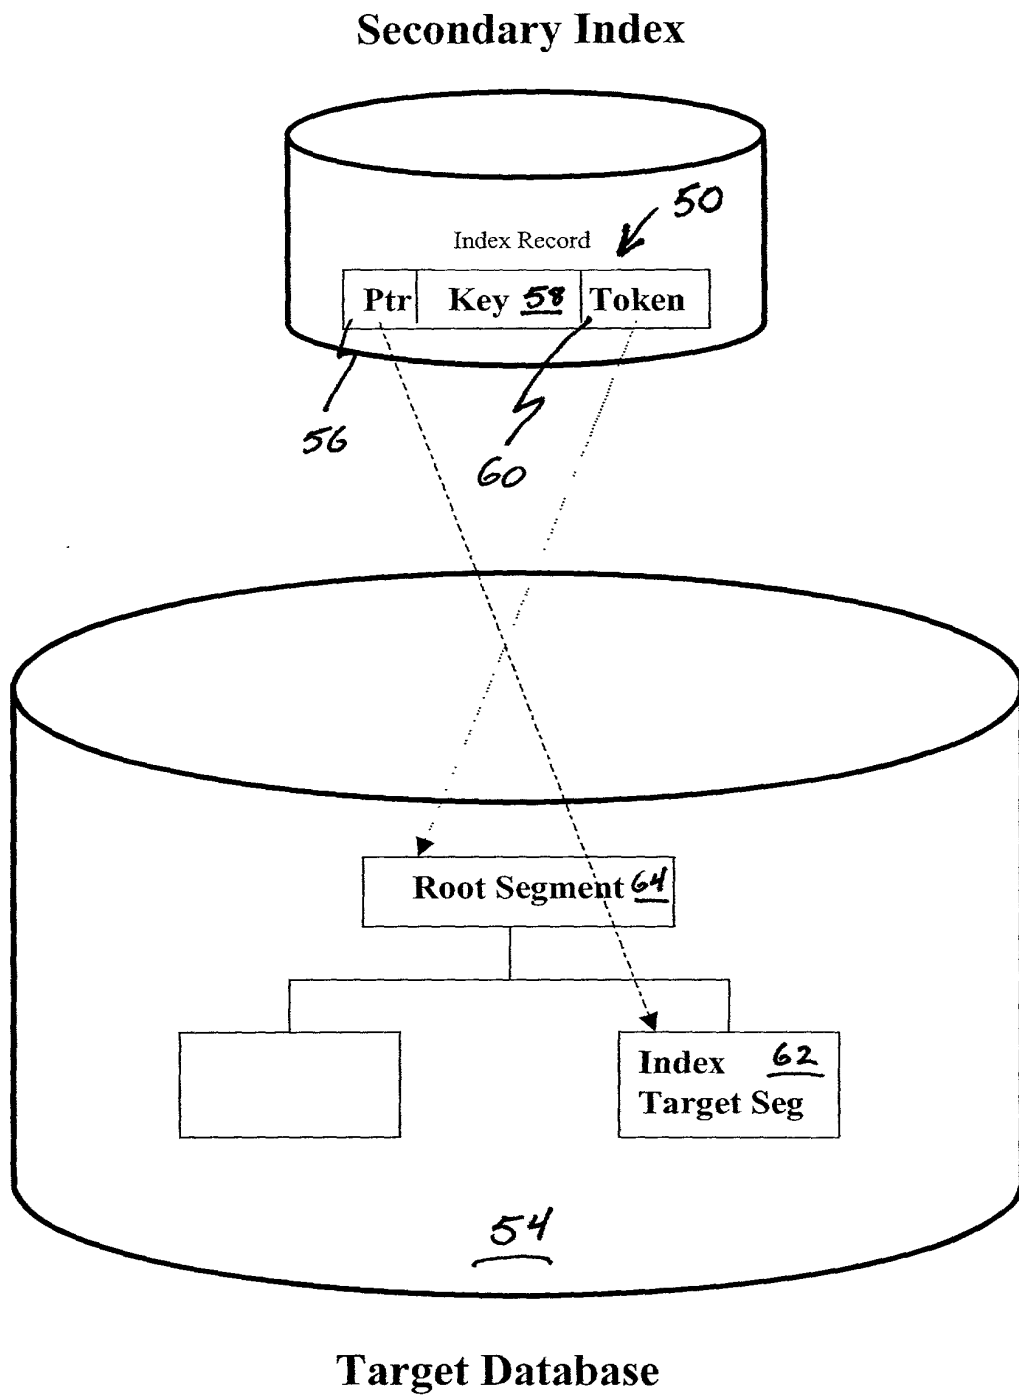 Secondary Index
50
Index Record
Ptr Key 58 Token
56
60
Root Segment 64
Index 62
Target Seg
54
Target Database